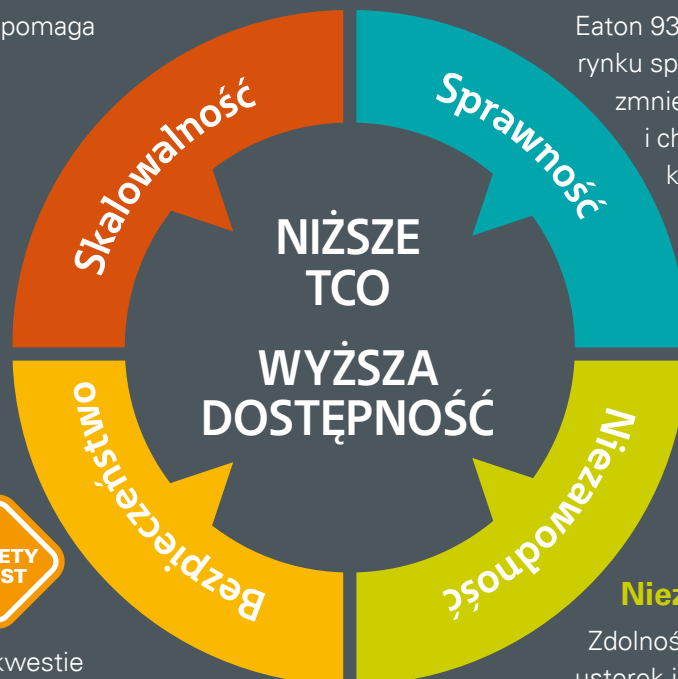 pomaga
Eaton 93
rynku sp
zmnie
i ch
k
Skalowalność
Sprawność
NIŻSZE
TCO
WYŻSZA
DOSTĘPNOŚĆ
Bezpieczeństwo
Niezawodność
ETY
ST
Niez
Zdolnoś
kwestie
usterek i